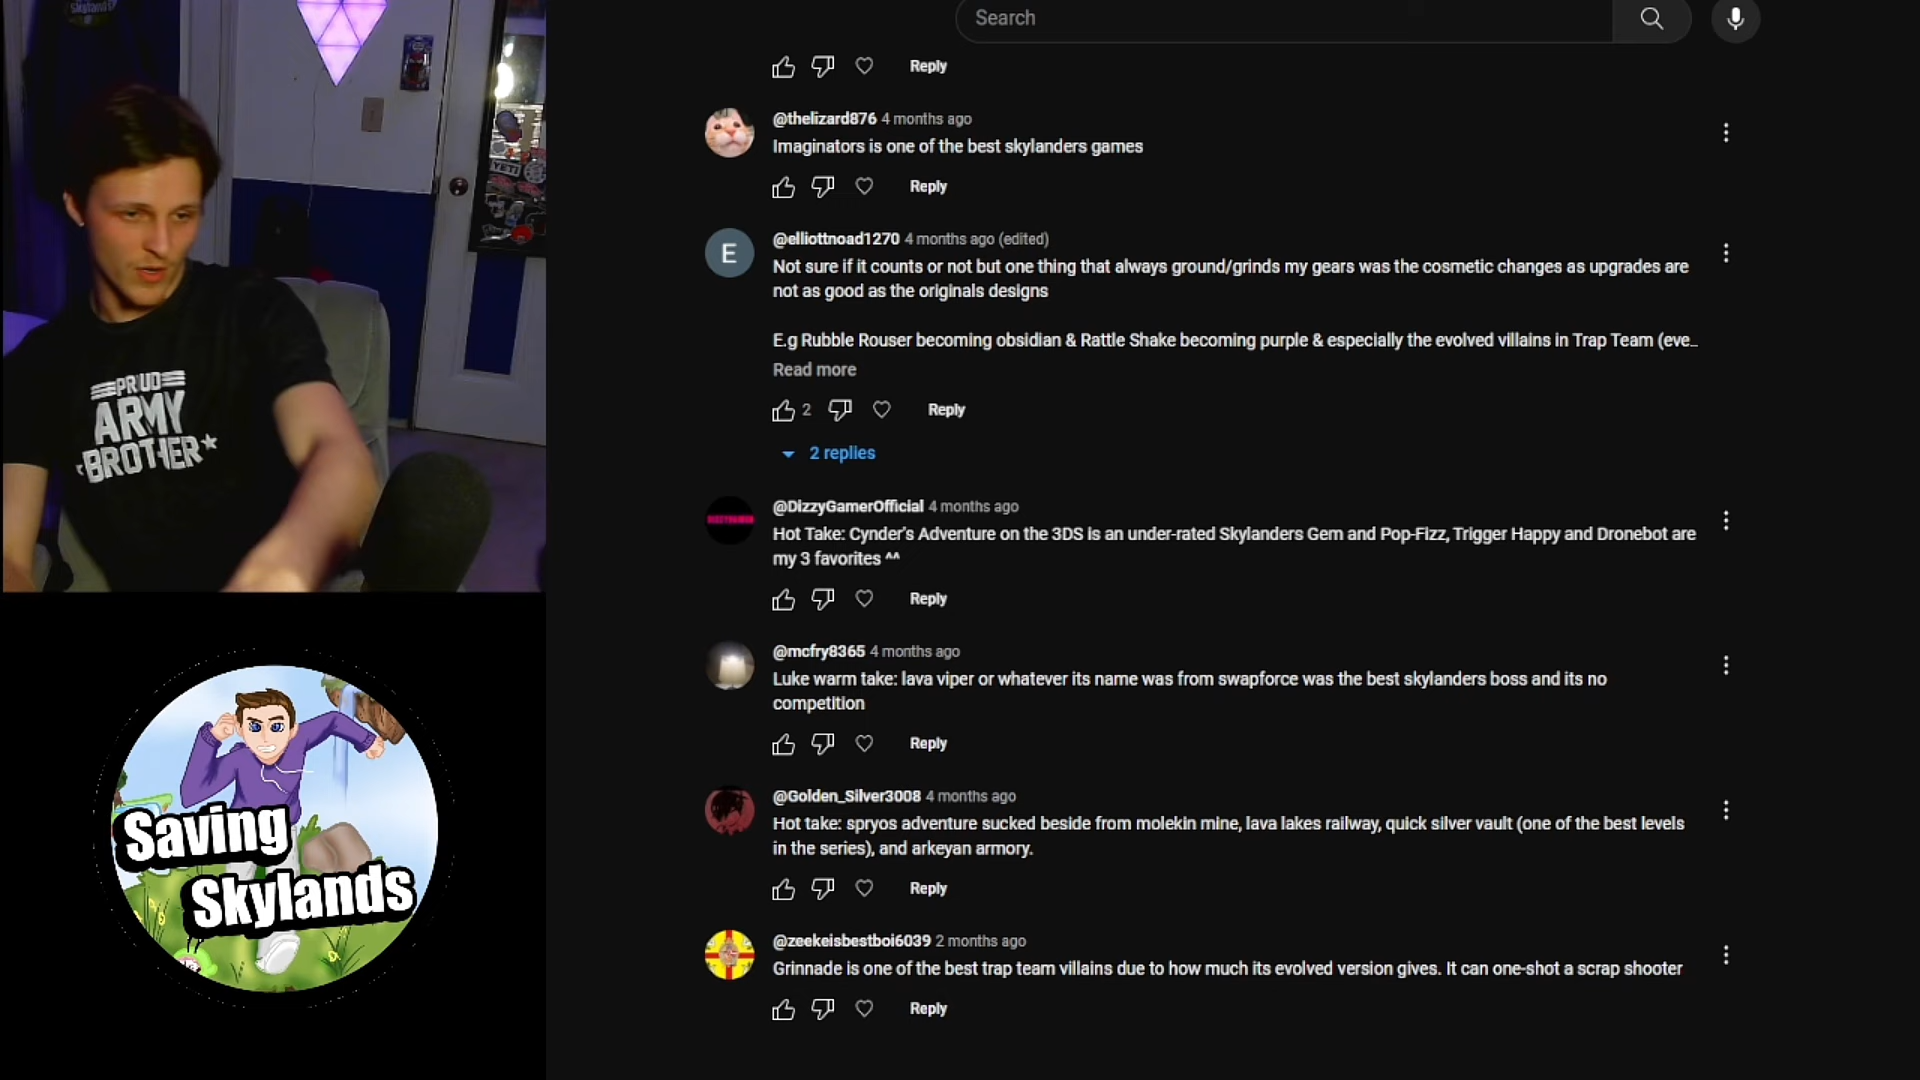 Skylands
YETI
PROUD
ARMY
BROTHER
Saving
Skylands
Search
Reply
@thelizard876 4 months ago
Imaginators is one of the best skylanders games
Reply
E
@elliottnoad1270 4 months ago (edited)
Not sure if it counts or not but one thing that always ground/grinds my gears was the cosmetic changes as upgrades are
not as good as the originals designs
E.g Rubble Rouser becoming obsidian & Rattle Shake becoming purple & especially the evolved villains in Trap Team (eve...
Read more
2 Reply
2 replies
@DizzyGamerOfficial 4 months ago
Hot Take: Cynder's Adventure on the 3DS is an under-rated Skylanders Gem and Pop-Fizz, Trigger Happy and Dronebot are
my 3 favorites ^^
Reply
@mcfry8365 4 months ago
Luke warm take: lava viper or whatever its name was from swapforce was the best skylanders boss and its no
competition
Reply
@Golden_Silver3008 4 months ago
Hot take: spryos adventure sucked beside from molekin mine, lava lakes railway, quick silver vault (one of the best levels
in the series), and arkeyan armory.
Reply
@zeekeisbestboi6039 2 months ago
Grinnade is one of the best trap team villains due to how much its evolved version gives. It can one-shot a scrap shooter
Reply